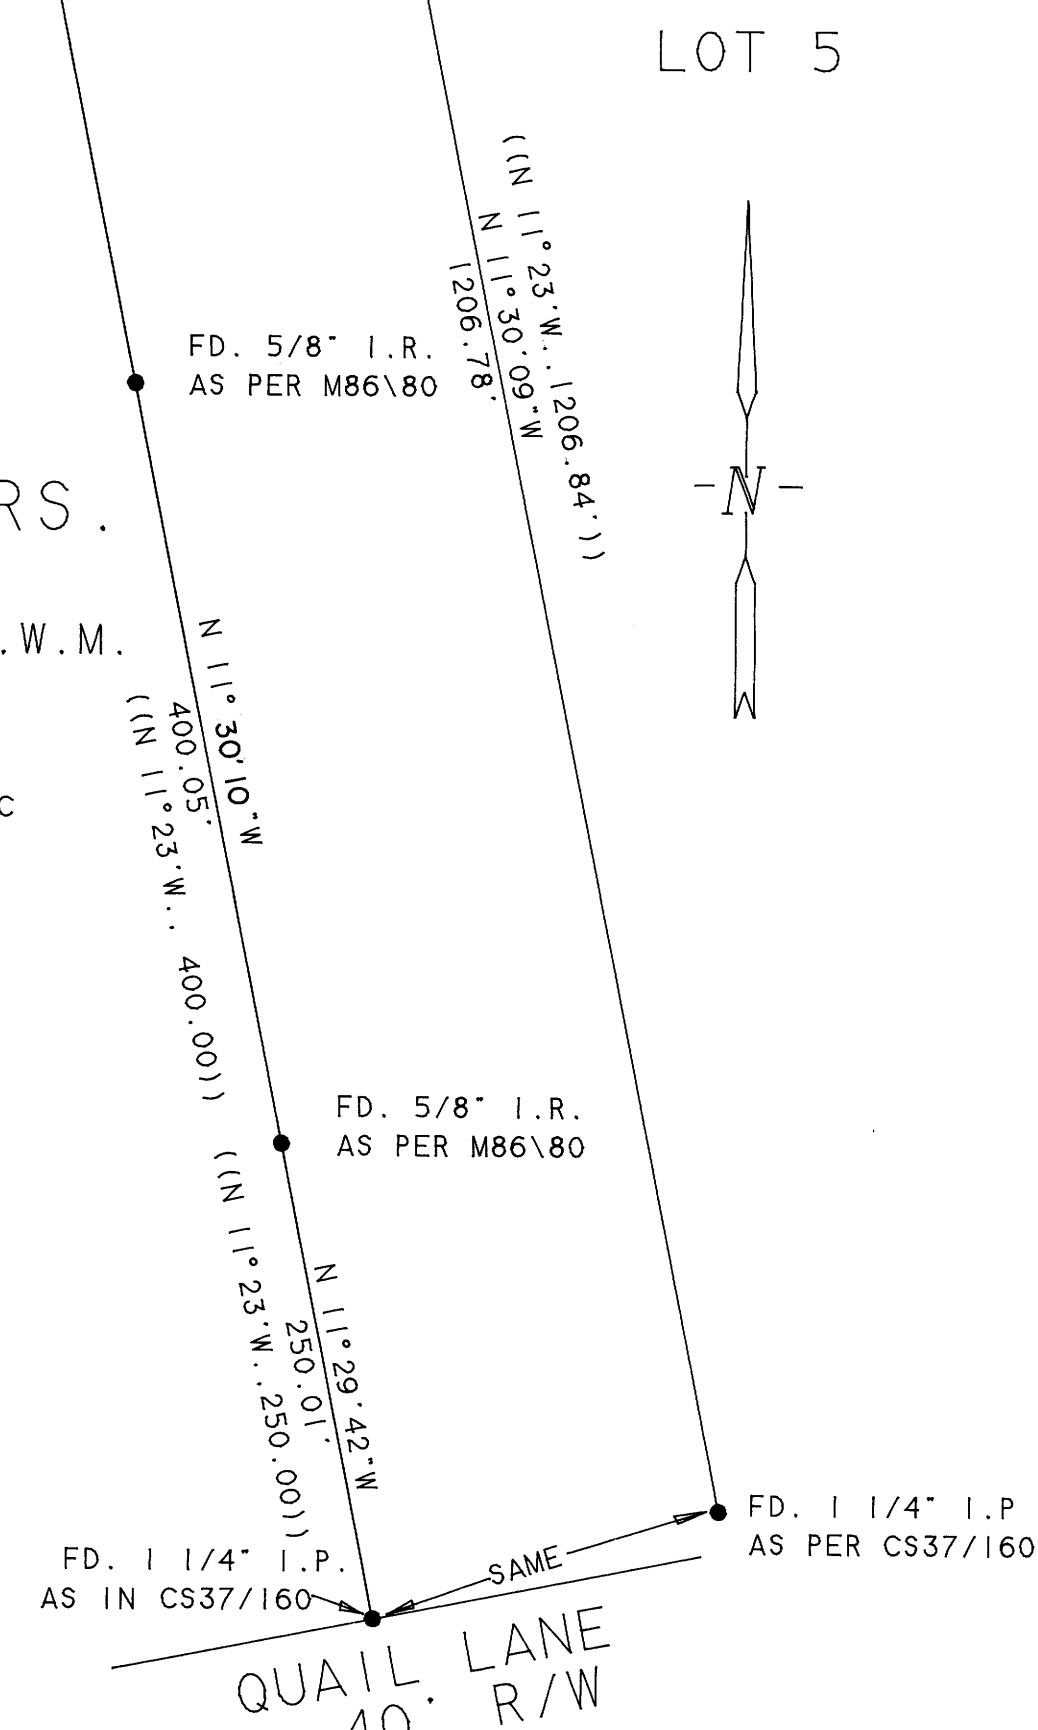 LOT 5
((N 11°23'W..1206.84'))
N 11°30'09"W
1206.78'
FD. 5/8" I.R.
AS PER M86\80
-N-
RS.
.W.M.
N 11°30'10"W
400.05'
((N 11°23'W.. 400.00))
C
FD. 5/8" I.R.
AS PER M86\80
((N 11°23'W..250.00))
N 11°29'42"W
250.01'
FD. 1 1/4" I.P
AS PER CS37/160
SAME
FD. 1 1/4" I.P.
AS IN CS37/160
QUAIL LANE
40' R/W